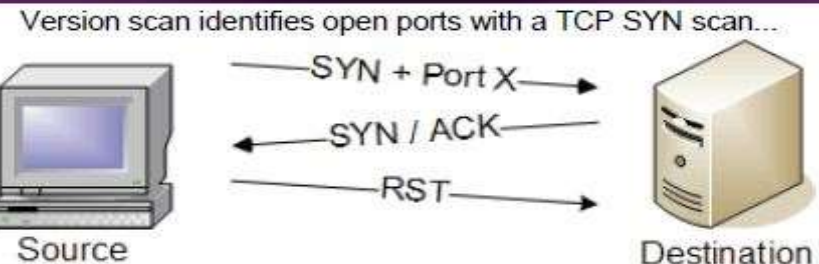 Version scan identifies open ports with a TCP SYN scan...
SYN + Port X
SYN / ACK
RST
Source
Destination